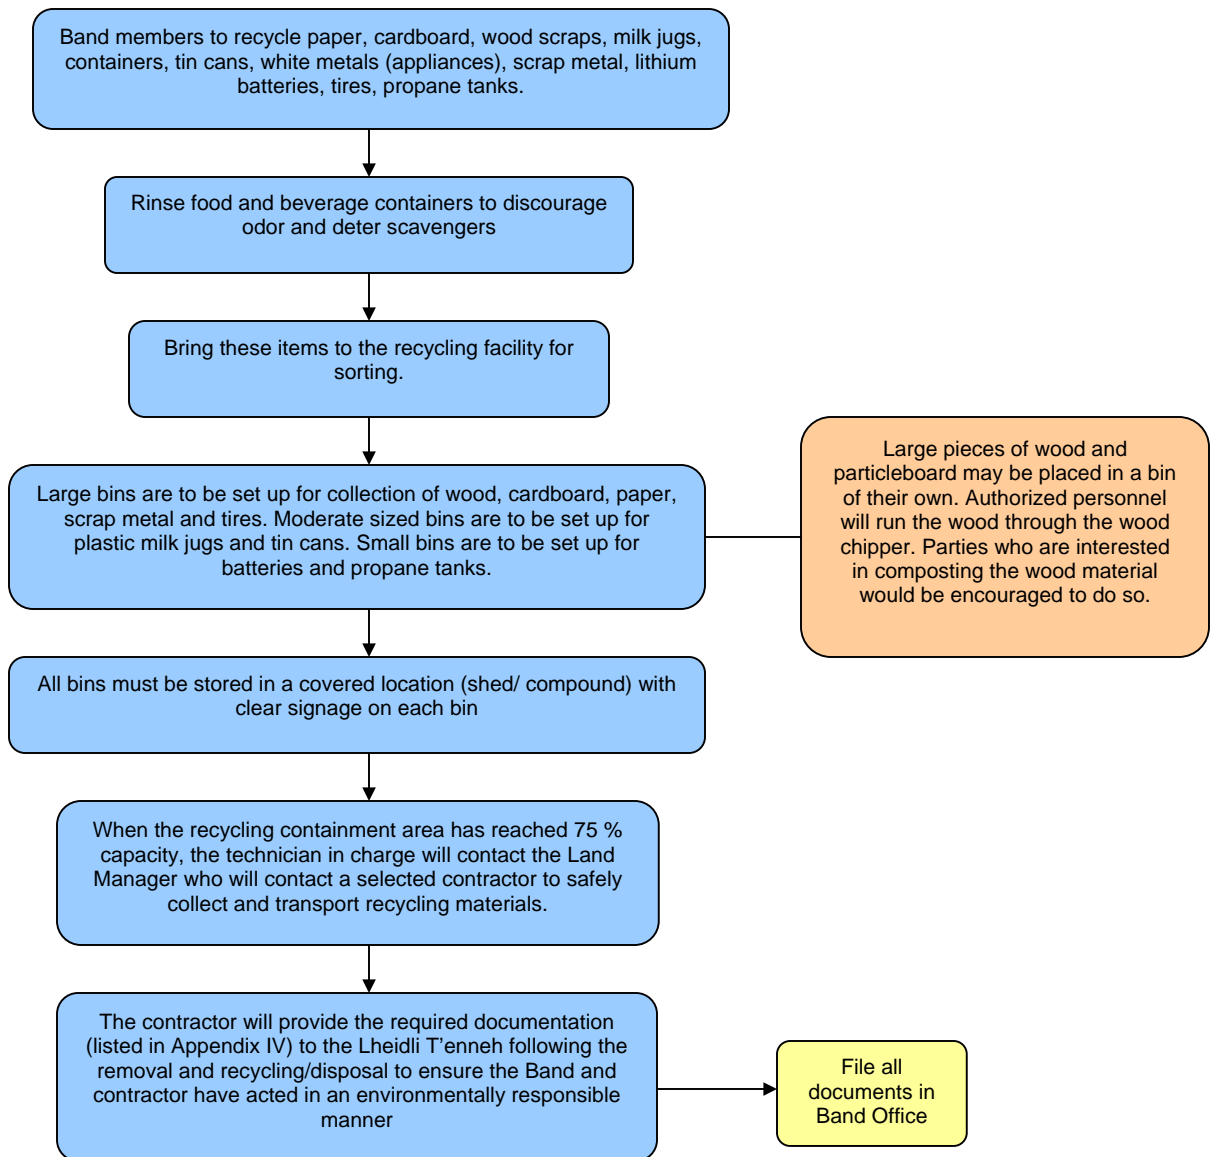 Band members to recycle paper, cardboard, wood scraps, milk jugs,
containers, tin cans, white metals (appliances), scrap metal, lithium
batteries, tires, propane tanks.
Rinse food and beverage containers to discourage
odor and deter scavengers
Bring these items to the recycling facility for
sorting.
Large bins are to be set up for collection of wood, cardboard, paper,
scrap metal and tires. Moderate sized bins are to be set up for
plastic milk jugs and tin cans. Small bins are to be set up for
batteries and propane tanks.
Large pieces of wood and
particleboard may be placed in a bin
of their own. Authorized personnel
will run the wood through the wood
chipper. Parties who are interested
in composting the wood material
would be encouraged to do so.
All bins must be stored in a covered location (shed/ compound) with
clear signage on each bin
When the recycling containment area has reached 75 %
capacity, the technician in charge will contact the Land
Manager who will contact a selected contractor to safely
collect and transport recycling materials.
The contractor will provide the required documentation
(listed in Appendix IV) to the Lheidli T’enneh following the
removal and recycling/disposal to ensure the Band and
contractor have acted in an environmentally responsible
manner
File all
documents in
Band Office